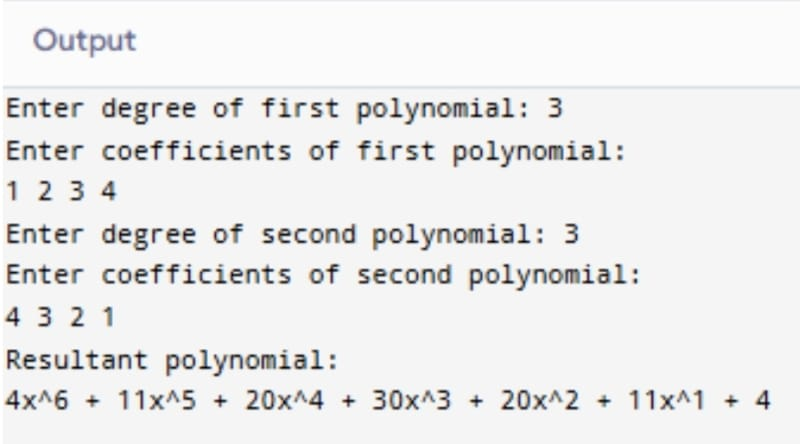 Output
Enter degree of first polynomial: 3
Enter coefficients of first polynomial:
1 2 3 4
Enter degree of second polynomial: 3
Enter coefficients of second polynomial:
4 3 2 1
Resultant polynomial:
4x^6 + 11x^5 + 20x^4 + 30x^3 + 20x^2 + 11x^1 + 4